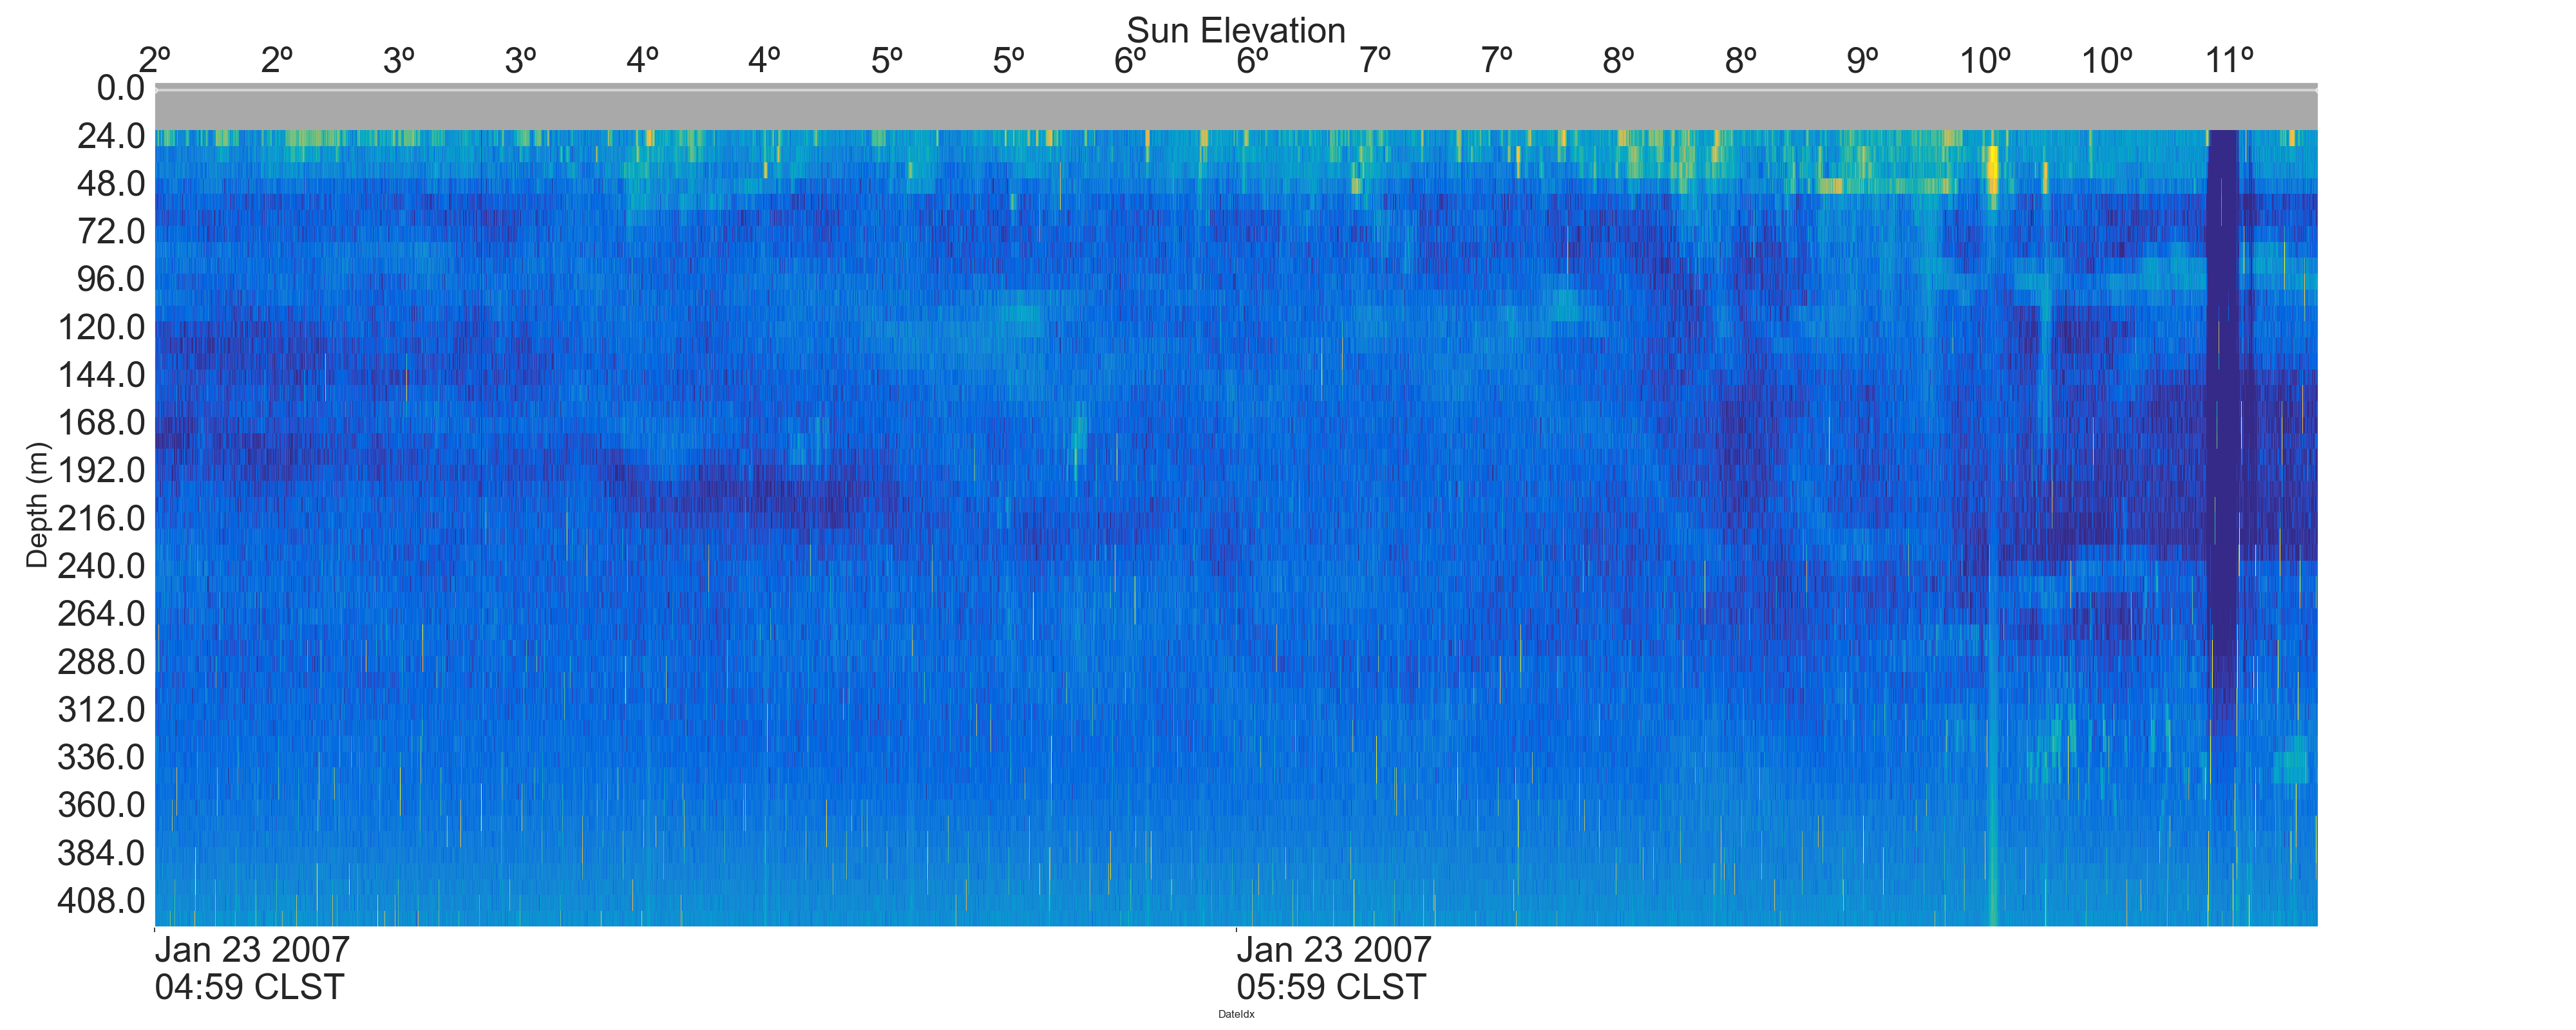 Sun Elevation
2º 2º 3º 3º 4º 4º 5º 5º 6º 6º 7º 7º 8º 8º 9º 10º 10º 11º
0.0
24.0
48.0
72.0
96.0
120.0
144.0
168.0
192.0
216.0
240.0
264.0
288.0
312.0
336.0
360.0
384.0
408.0
Depth (m)
Jan 23 2007
04:59 CLST
Jan 23 2007
05:59 CLST
DateIdx